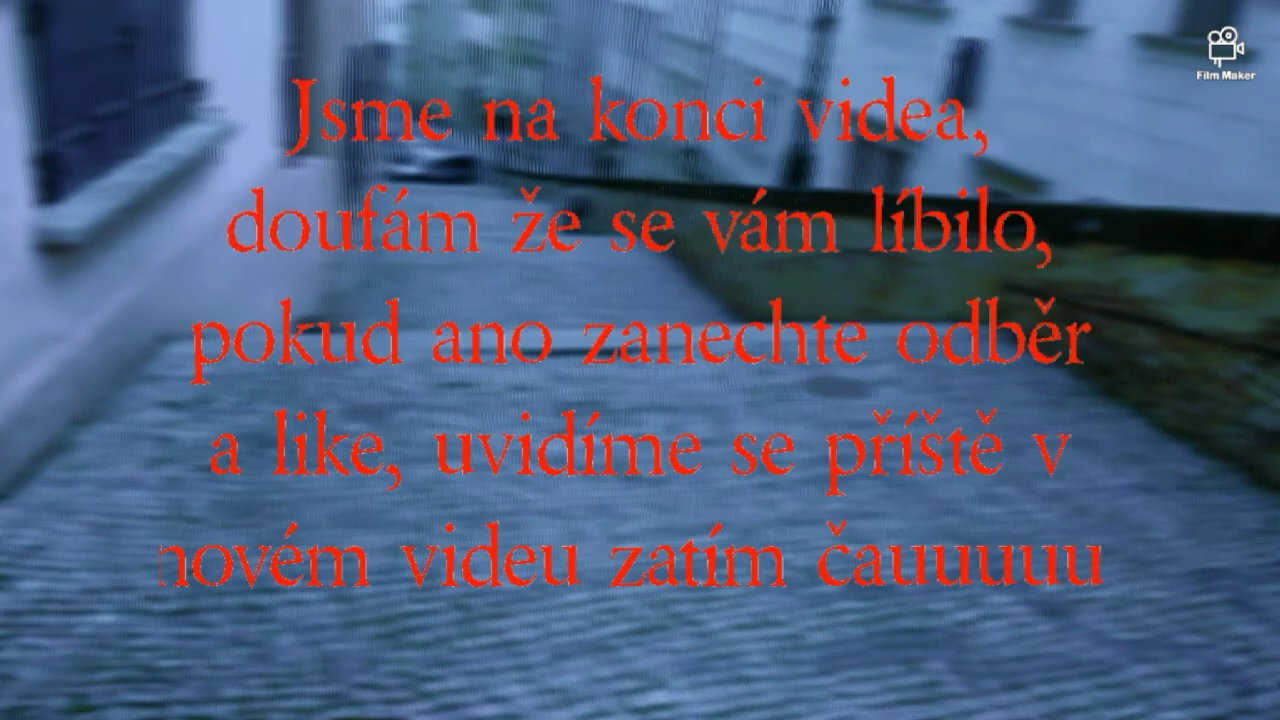 Film Maker
Jsme na konci videa,
doufám že se vám líbilo,
pokud ano zanechte odběr
a like, uvidíme se příště v
novém videu zatím čauuuuu